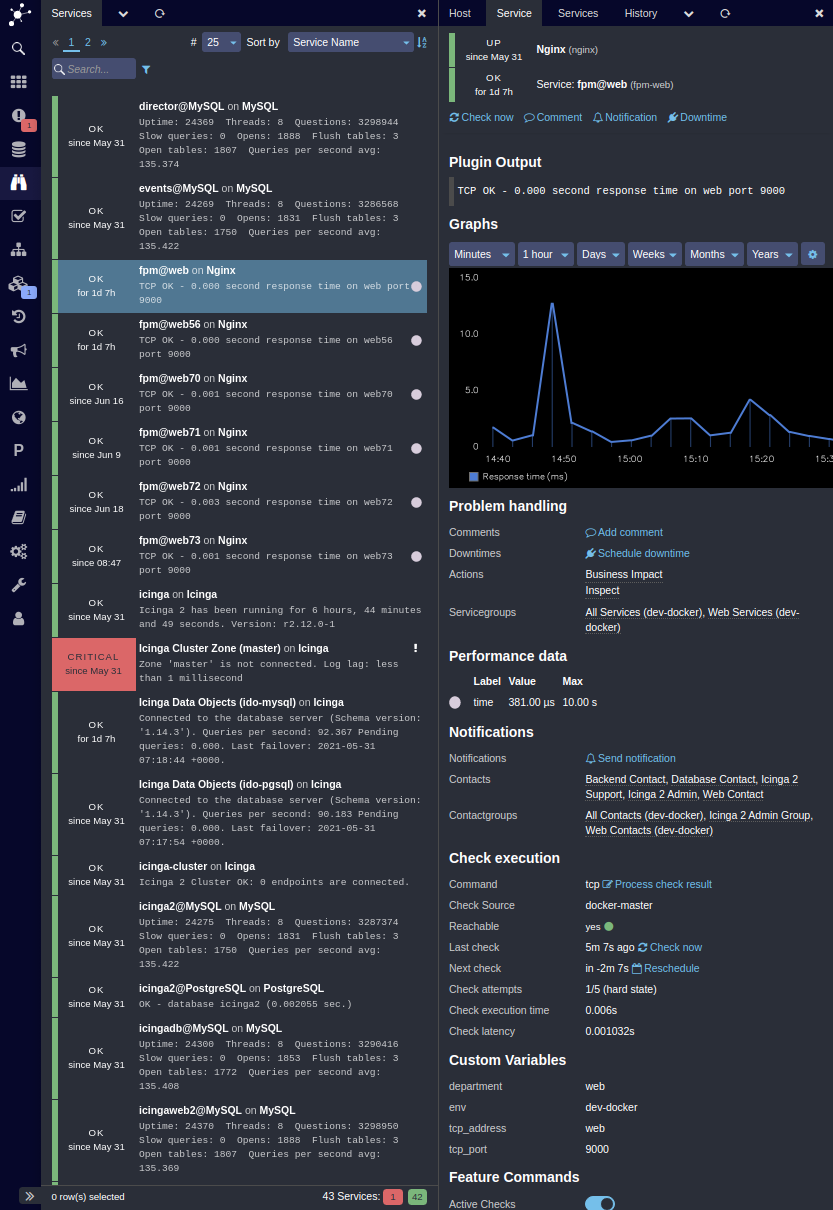 Services
« 1 2 »
# 25 Sort by Service Name
Search...
OK
since May 31
director@MySQL on MySQL
Uptime: 24369 Threads: 8 Questions: 3298944
Slow queries: 0 Opens: 1888 Flush tables: 3
Open tables: 1807 Queries per second avg:
135.374
OK
since May 31
events@MySQL on MySQL
Uptime: 24269 Threads: 8 Questions: 3286568
Slow queries: 0 Opens: 1831 Flush tables: 3
Open tables: 1750 Queries per second avg:
135.422
OK
for 1d 7h
fpm@web on Nginx
TCP OK - 0.000 second response time on web port
9000
OK
for 1d 7h
fpm@web56 on Nginx
TCP OK - 0.000 second response time on web56
port 9000
OK
since Jun 16
fpm@web70 on Nginx
TCP OK - 0.001 second response time on web70
port 9000
OK
since Jun 9
fpm@web71 on Nginx
TCP OK - 0.001 second response time on web71
port 9000
OK
since Jun 18
fpm@web72 on Nginx
TCP OK - 0.003 second response time on web72
port 9000
OK
since 08:47
fpm@web73 on Nginx
TCP OK - 0.001 second response time on web73
port 9000
OK
since May 31
icinga on Icinga
Icinga 2 has been running for 6 hours, 44 minutes
and 49 seconds. Version: r2.12.0-1
CRITICAL
since May 31
Icinga Cluster Zone (master) on Icinga
Zone 'master' is not connected. Log lag: less
than 1 millisecond
OK
for 1d 7h
Icinga Data Objects (ido-mysql) on Icinga
Connected to the database server (Schema version:
'1.14.3'). Queries per second: 92.367 Pending
queries: 0.000. Last failover: 2021-05-31
07:18:44 +0000.
OK
since May 31
Icinga Data Objects (ido-pgsql) on Icinga
Connected to the database server (Schema version:
'1.14.3'). Queries per second: 90.183 Pending
queries: 0.000. Last failover: 2021-05-31
07:17:54 +0000.
OK
since May 31
icinga-cluster on Icinga
Icinga 2 Cluster OK: 0 endpoints are connected.
OK
since May 31
icinga2@MySQL on MySQL
Uptime: 24275 Threads: 8 Questions: 3287374
Slow queries: 0 Opens: 1831 Flush tables: 3
Open tables: 1750 Queries per second avg:
135.422
OK
since May 31
icinga2@PostgreSQL on PostgreSQL
OK - database icinga2 (0.002055 sec.)
OK
since May 31
icingadb@MySQL on MySQL
Uptime: 24300 Threads: 8 Questions: 3290416
Slow queries: 0 Opens: 1853 Flush tables: 3
Open tables: 1772 Queries per second avg:
135.408
OK
since May 31
icingaweb2@MySQL on MySQL
Uptime: 24370 Threads: 8 Questions: 3298950
Slow queries: 0 Opens: 1888 Flush tables: 3
Open tables: 1807 Queries per second avg:
135.369
0 row(s) selected
43 Services: 1 42
1
1
P
Host Service Services History
UP
since May 31
Nginx (nginx)
OK
for 1d 7h
Service: fpm@web (fpm-web)
Check now Comment Notification Downtime
Plugin Output
TCP OK - 0.000 second response time on web port 9000
Graphs
Minutes 1 hour Days Weeks Months Years
15.0
10.0
5.0
0
14:40 14:50 15:00 15:10 15:20 15:3
Response time (ms)
Problem handling
Comments Add comment
Downtimes Schedule downtime
Actions Business Impact
Inspect
Servicegroups All Services (dev-docker), Web Services (dev-
docker)
Performance data
Label Value Max
time 381.00 µs 10.00 s
Notifications
Notifications Send notification
Contacts Backend Contact, Database Contact, Icinga 2
Support, Icinga 2 Admin, Web Contact
Contactgroups All Contacts (dev-docker), Icinga 2 Admin Group,
Web Contacts (dev-docker)
Check execution
Command tcp Process check result
Check Source docker-master
Reachable yes
Last check 5m 7s ago Check now
Next check in -2m 7s Reschedule
Check attempts 1/5 (hard state)
Check execution time 0.006s
Check latency 0.001032s
Custom Variables
department web
env dev-docker
tcp_address web
tcp_port 9000
Feature Commands
Active Checks